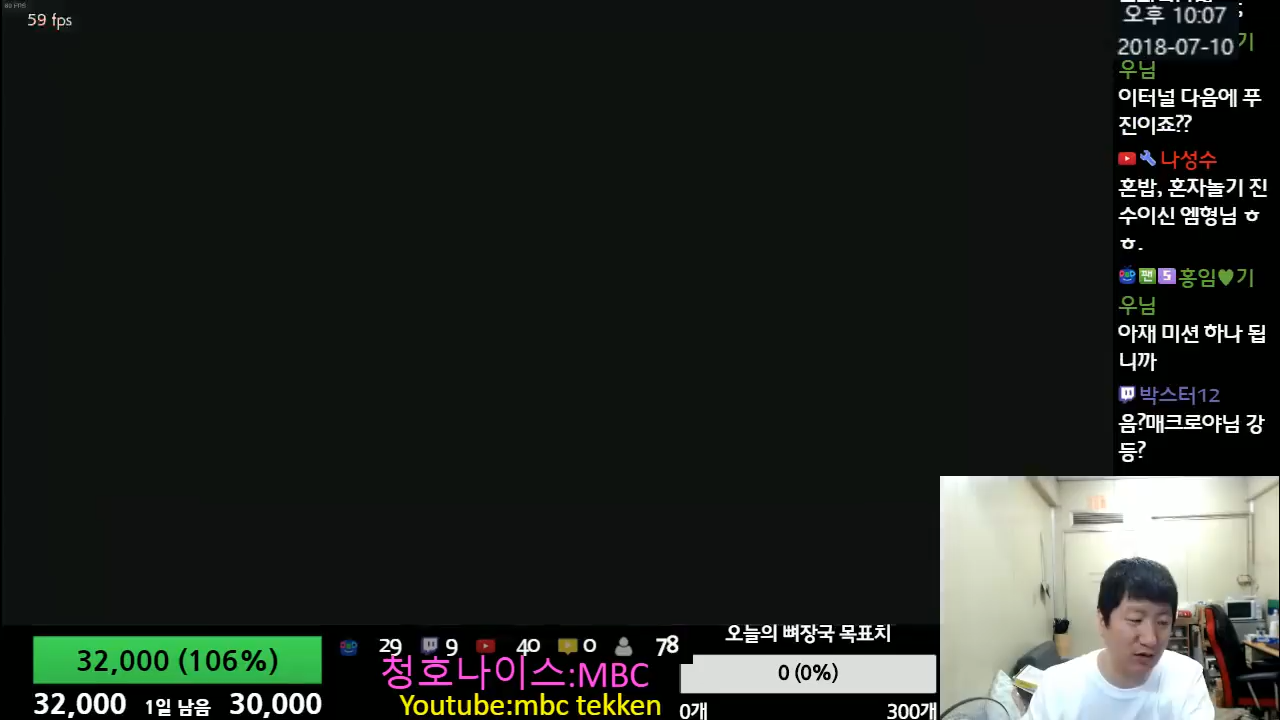 59 fps
오후 10:07
2018-07-10
기
우님
이터널 다음에 푸
진이죠??
나성수
혼밥, 혼자놀기 진
수이신 엠형님 ㅎ
ㅎ.
팬 5 홍임♥기
우님
아재 미션 하나 됩
니까
박스터12
음?매크로야님 강
등?
32,000 (106%)
32,000 1일 남음 30,000
29 9 40 0 78
청호나이스:MBC
Youtube:mbc tekken
오늘의 뼈장국 목표치
0 (0%)
0개 300개